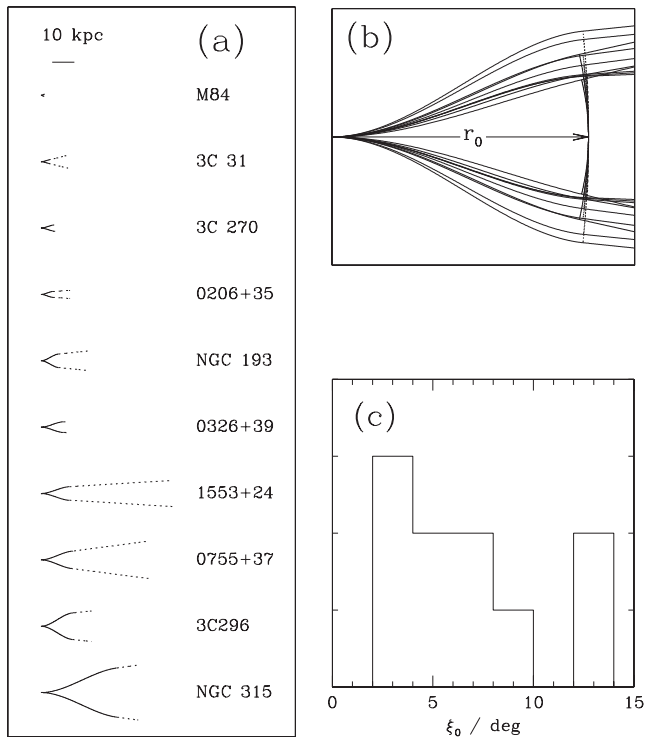 10 kpc
(a)
M84
3C 31
3C 270
0206+35
NGC 193
0326+39
1553+24
0755+37
3C296
NGC 315
(b)
r₀
(c)
0 5 10 15
ξ₀ / deg